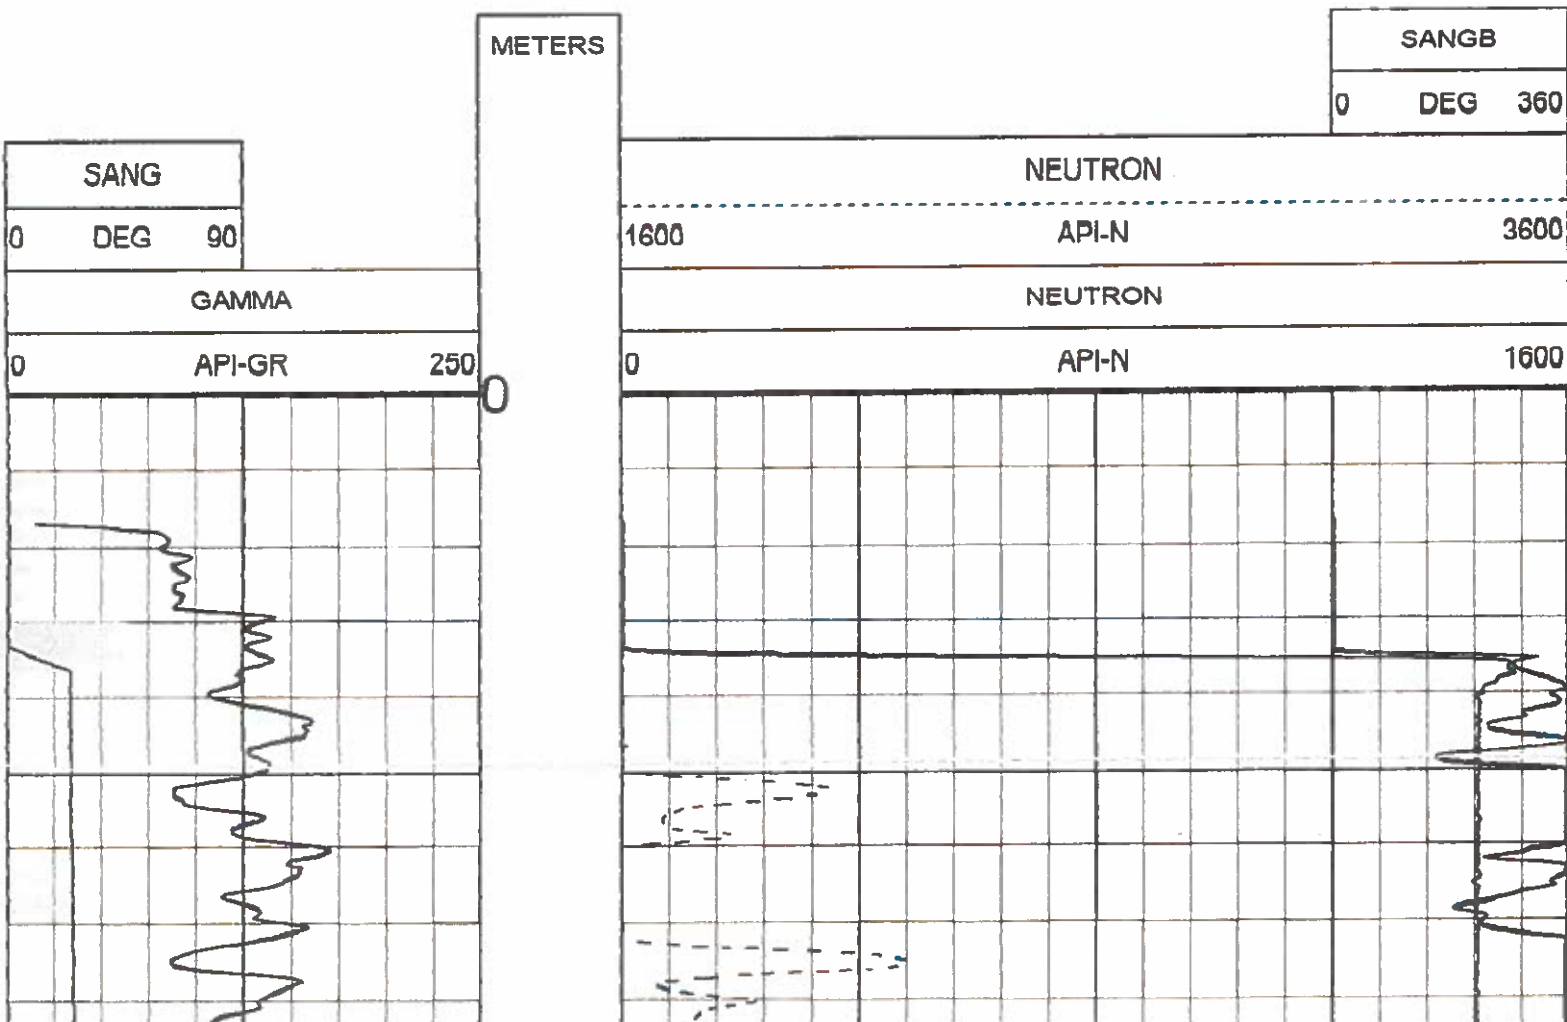 METERS
SANGB
0 DEG 360
SANG
0 DEG 90
NEUTRON
1600 API-N 3600
GAMMA
NEUTRON
0 API-GR 250
0 API-N 1600
0